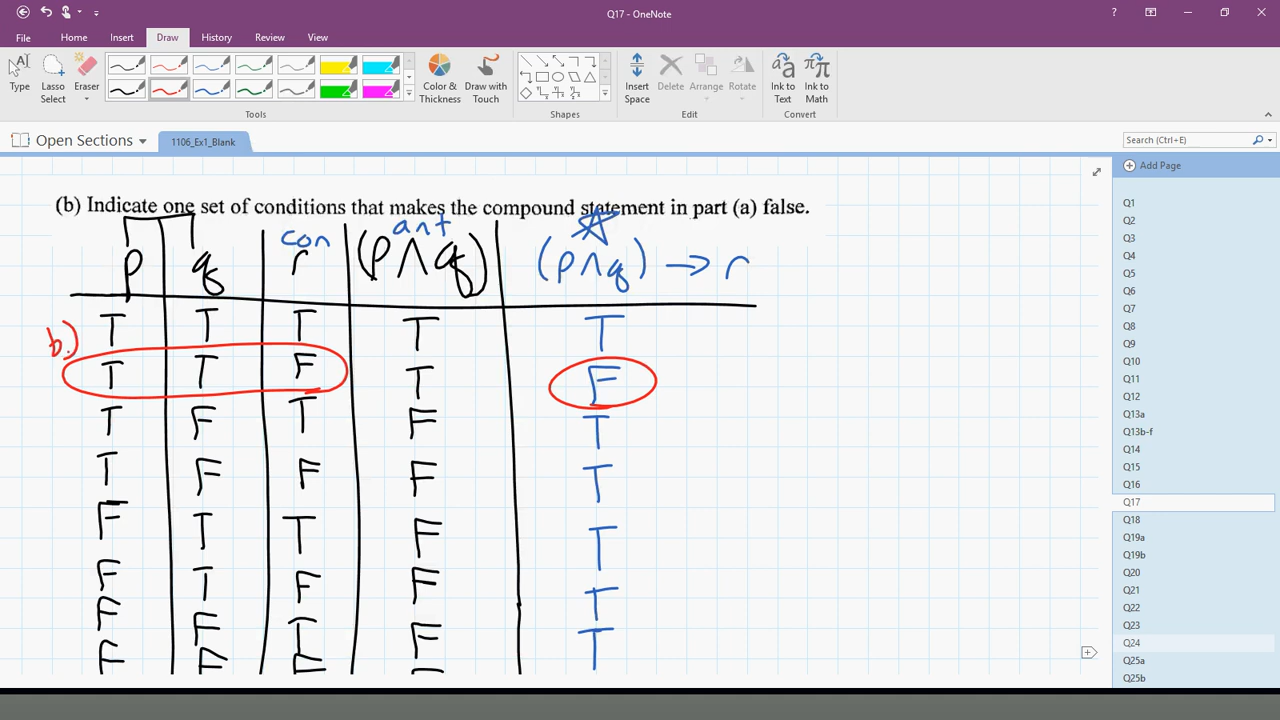 Q17 - OneNote
?
File Home Insert Draw History Review View
Type Lasso Select Eraser Color & Thickness Draw with Touch Insert Space Delete Arrange Rotate Ink to Text Ink to Math
Tools Shapes Edit Convert
Open Sections 1106_Ex1_Blank Search (Ctrl+E)
Add Page
(b) Indicate one set of conditions that makes the compound statement in part (a) false.
con ant
p q r (p ∧ q) (p ∧ q) → r
T T T T T
b.)
T T F T F
T F T F T
T F F F T
F T T F T
F T F F T
F F T F T
F F F
Q1
Q2
Q3
Q4
Q5
Q6
Q7
Q8
Q9
Q10
Q11
Q12
Q13a
Q13b-f
Q14
Q15
Q16
Q17
Q18
Q19a
Q19b
Q20
Q21
Q22
Q23
Q24
Q25a
Q25b